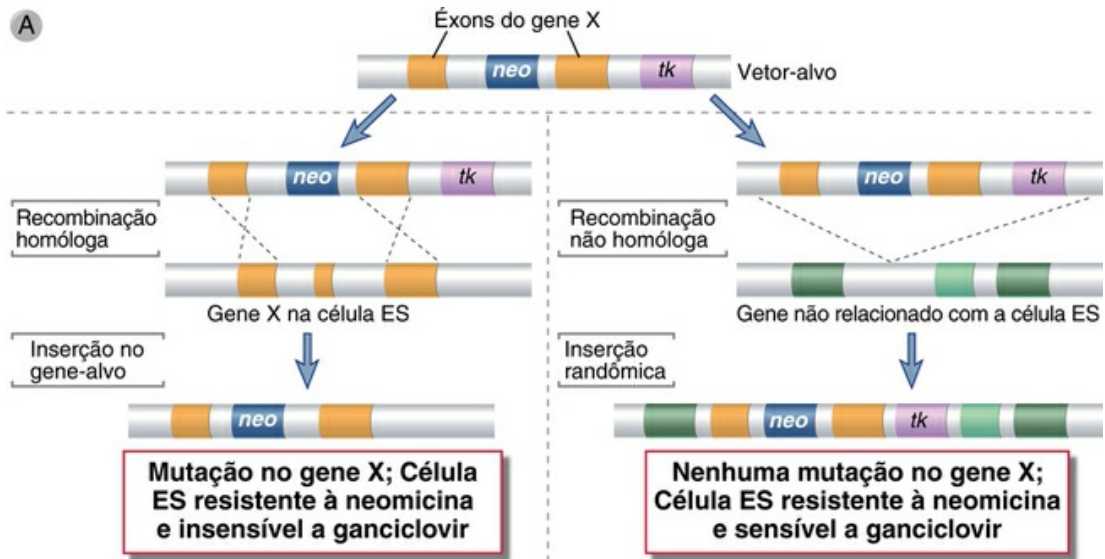 A
Éxons do gene X
neo
tk
Vetor-alvo
neo
tk
Recombinação
homóloga
Gene X na célula ES
Inserção no
gene-alvo
neo
Mutação no gene X; Célula
ES resistente à neomicina
e insensível a ganciclovir
neo
tk
Recombinação
não homóloga
Gene não relacionado com a célula ES
Inserção
randômica
neo
tk
Nenhuma mutação no gene X;
Célula ES resistente à neomicina
e sensível a ganciclovir